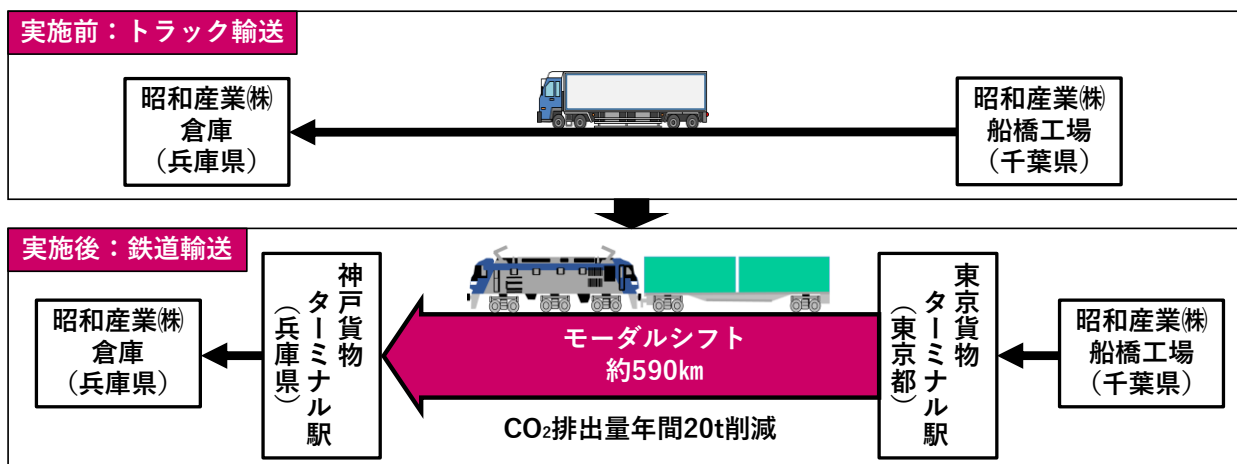 実施前：トラック輸送
昭和産業㈱
倉庫
（兵庫県）
昭和産業㈱
船橋工場
（千葉県）
実施後：鉄道輸送
昭和産業㈱
倉庫
（兵庫県）
神戸貨物
ターミナル駅
（兵庫県）
モーダルシフト
約590㎞
CO₂排出量年間20t削減
東京貨物
ターミナル駅
（東京都）
昭和産業㈱
船橋工場
（千葉県）